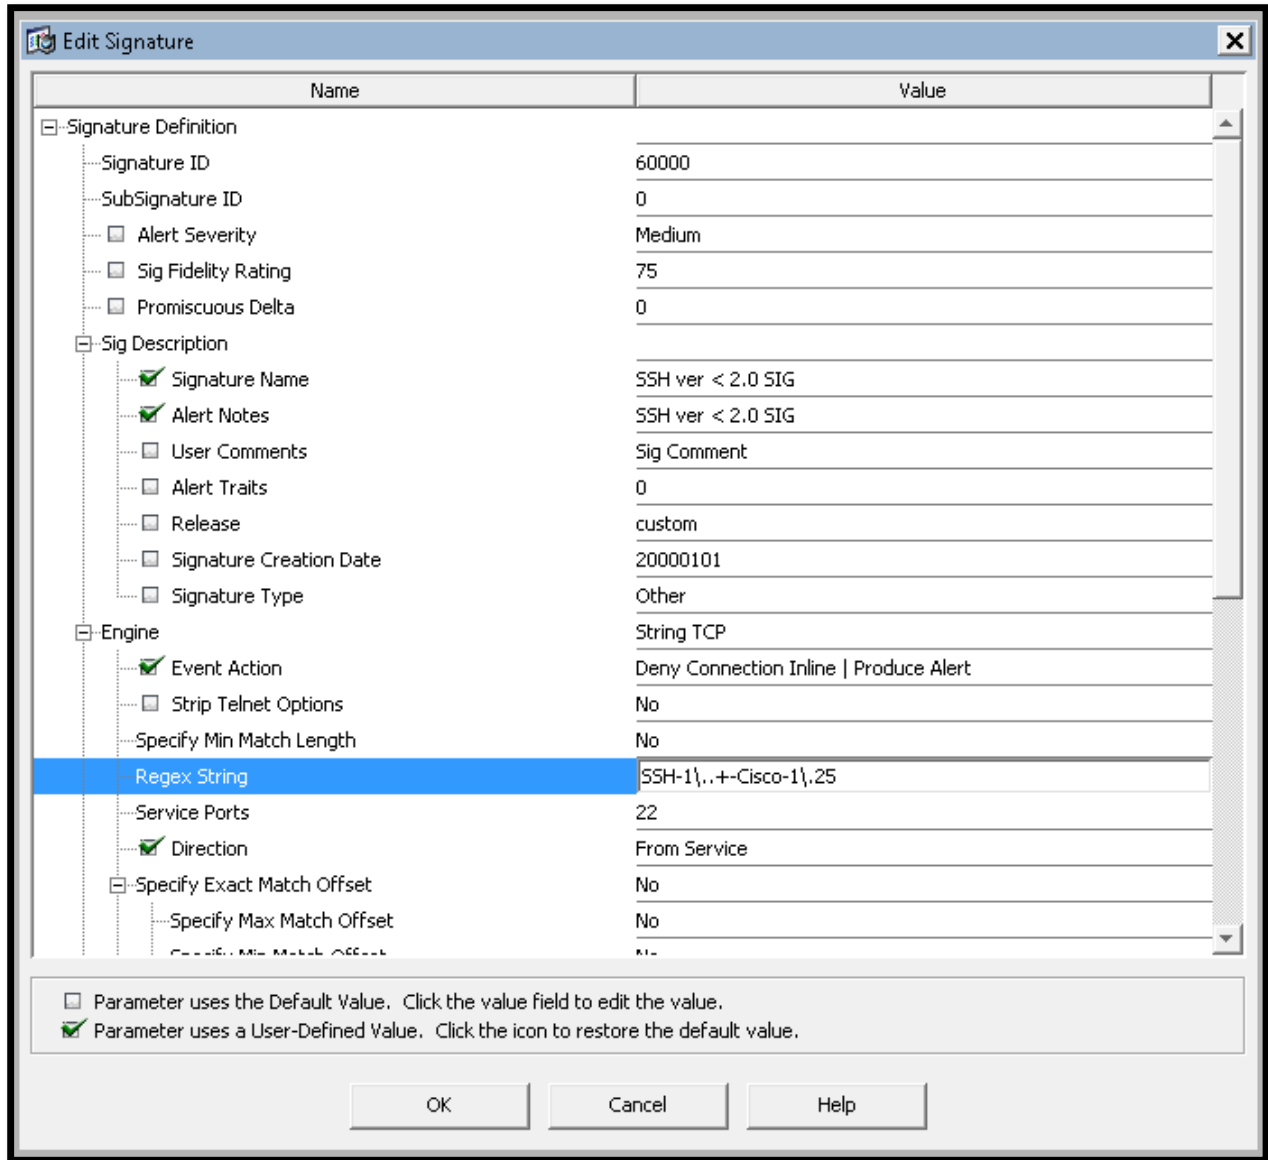 Edit Signature
Name Value
Signature Definition
Signature ID 60000
SubSignature ID 0
Alert Severity Medium
Sig Fidelity Rating 75
Promiscuous Delta 0
Sig Description
Signature Name SSH ver < 2.0 SIG
Alert Notes SSH ver < 2.0 SIG
User Comments Sig Comment
Alert Traits 0
Release custom
Signature Creation Date 20000101
Signature Type Other
Engine String TCP
Event Action Deny Connection Inline | Produce Alert
Strip Telnet Options No
Specify Min Match Length No
Regex String SSH-1\..+-Cisco-1\.25
Service Ports 22
Direction From Service
Specify Exact Match Offset No
Specify Max Match Offset No
Specify Min Match Offset No
Parameter uses the Default Value. Click the value field to edit the value.
Parameter uses a User-Defined Value. Click the icon to restore the default value.
OK Cancel Help